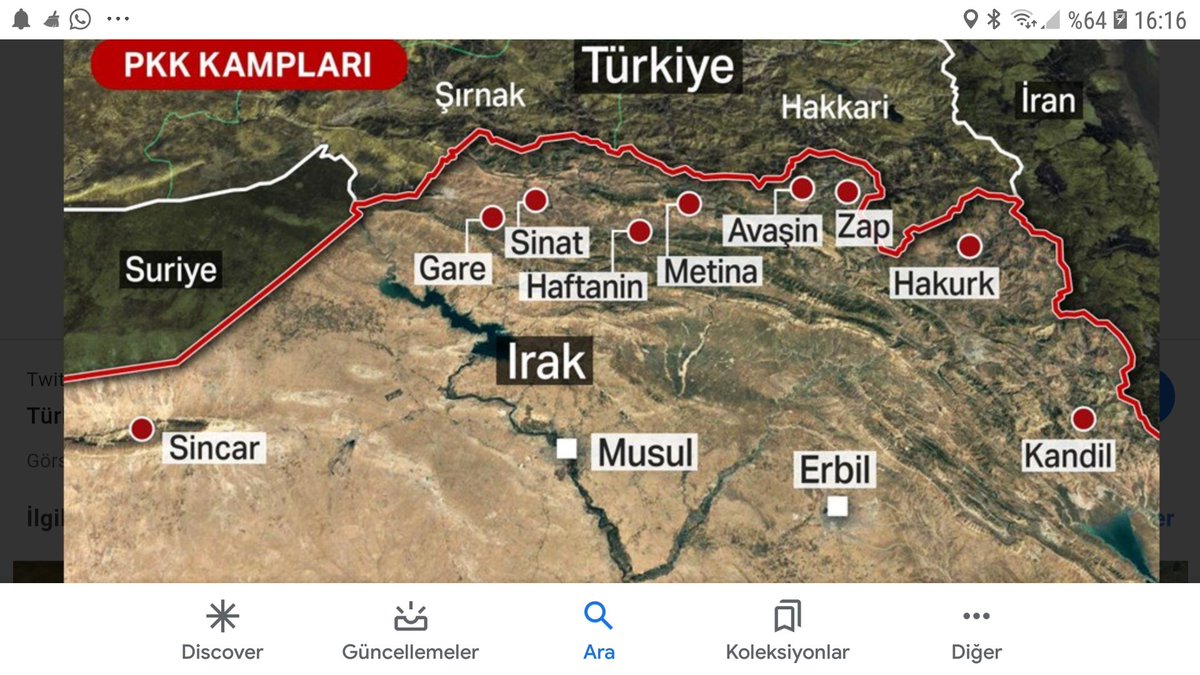 %64 16:16
PKK KAMPLARI
Türkiye
Şırnak
Hakkari
İran
Suriye
Gare
Sinat
Haftanin
Metina
Avaşin
Zap
Hakurk
Irak
Sincar
Musul
Erbil
Kandil
Twit
Tür
Görs
İlgil
er
Discover
Güncellemeler
Ara
Koleksiyonlar
Diğer